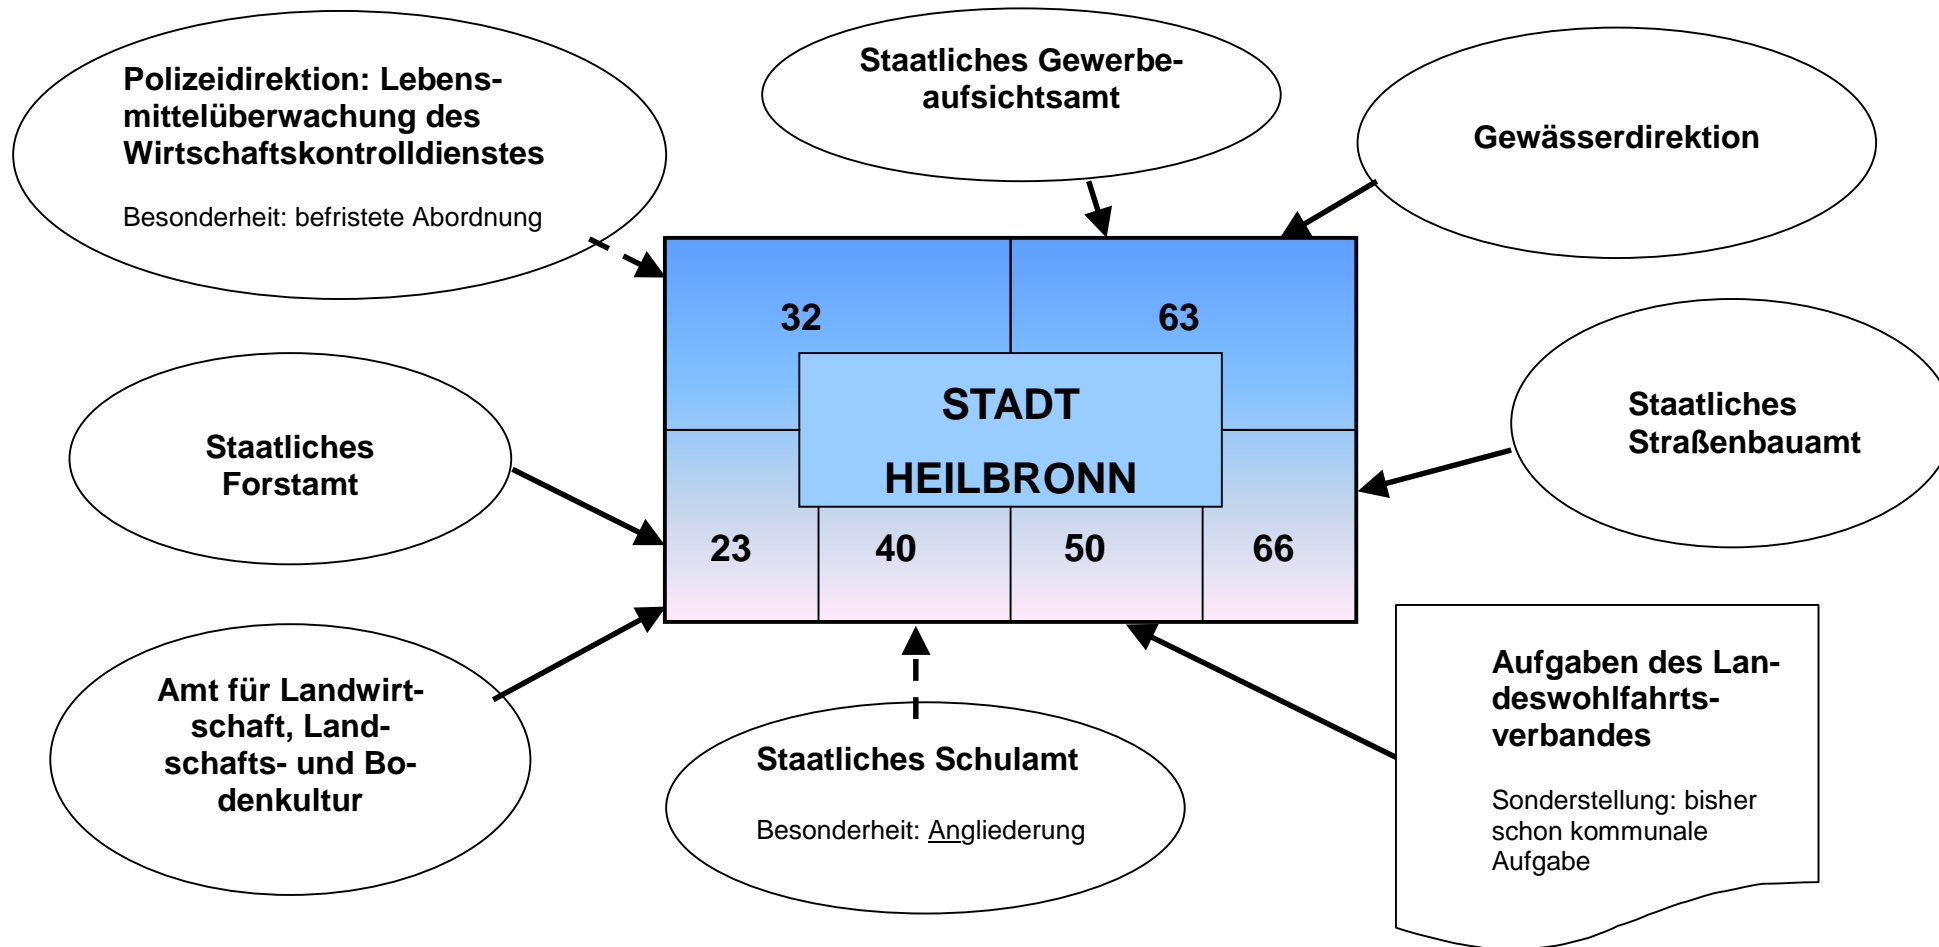 Polizeidirektion: Lebens-
mittelüberwachung des
Wirtschaftskontrolldienstes
Besonderheit: befristete Abordnung
Staatliches Gewerbe-
aufsichtsamt
Gewässerdirektion
32
63
STADT
HEILBRONN
Staatliches
Forstamt
Staatliches
Straßenbauamt
23
40
50
66
Amt für Landwirt-
schaft, Land-
schafts- und Bo-
denkultur
Staatliches Schulamt
Besonderheit: Angliederung
Aufgaben des Lan-
deswohlfahrts-
verbandes
Sonderstellung: bisher
schon kommunale
Aufgabe